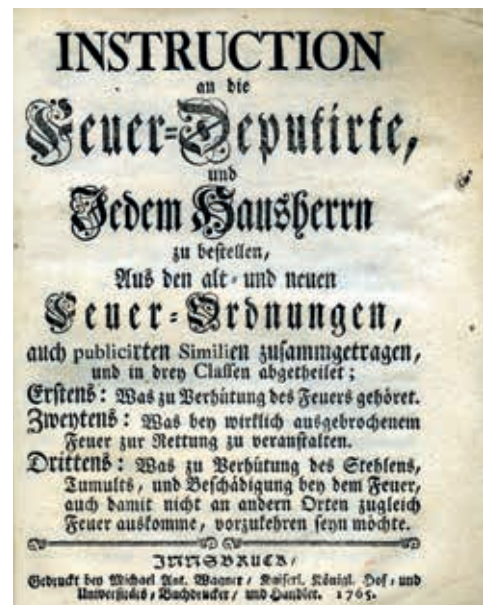 INSTRUCTION
an die
Feuer-Deputirte,
und
Jedem Hausherrn
zu bestellen,
Aus den alt- und neuen
Feuer-Ordnungen,
auch publicirten Similien zusammgetragen,
und in drey Classen abgetheilet;
Erstens: Was zu Verhütung des Feuers gehöret.
Zweytens: Was bey wirklich ausgebrochenem
Feuer zur Rettung zu veranstalten.
Drittens: Was zu Verhütung des Stehlens,
Tumults, und Beschädigung bey dem Feuer,
auch damit nicht an andern Orten zugleich
Feuer auskomme, vorzukehren seyn möchte.
INNSBRUCK,
Gedruckt bey Michael Ant. Wagner, Kaiserl. Königl. Hof, und
Universitäts, Buchdrucker, und Handler. 1765.